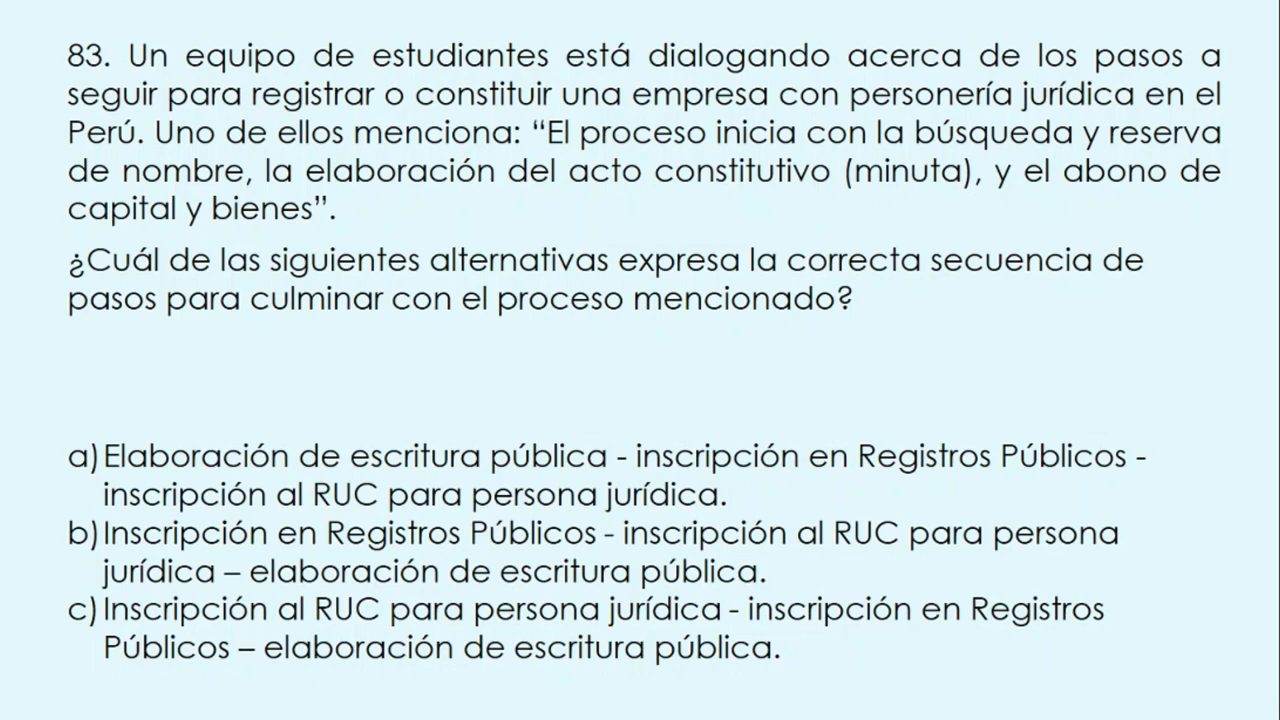 83. Un equipo de estudiantes está dialogando acerca de los pasos a
seguir para registrar o constituir una empresa con personería jurídica en el
Perú. Uno de ellos menciona: “El proceso inicia con la búsqueda y reserva
de nombre, la elaboración del acto constitutivo (minuta), y el abono de
capital y bienes”.
¿Cuál de las siguientes alternativas expresa la correcta secuencia de
pasos para culminar con el proceso mencionado?
a) Elaboración de escritura pública - inscripción en Registros Públicos -
inscripción al RUC para persona jurídica.
b) Inscripción en Registros Públicos - inscripción al RUC para persona
jurídica – elaboración de escritura pública.
c) Inscripción al RUC para persona jurídica - inscripción en Registros
Públicos – elaboración de escritura pública.